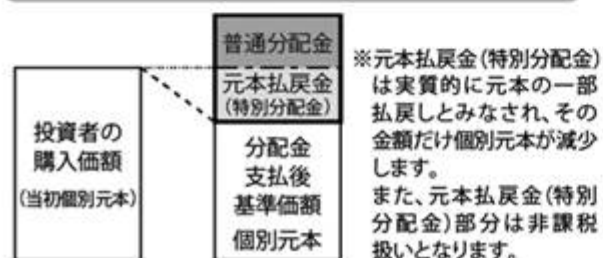 普通分配金
元本払戻金
(特別分配金)
投資者の
購入価額
(当初個別元本)
分配金
支払後
基準価額
個別元本
※元本払戻金(特別分配金)
は実質的に元本の一部
払戻しとみなされ、その
金額だけ個別元本が減少
します。
また、元本払戻金(特別
分配金)部分は非課税
扱いとなります。